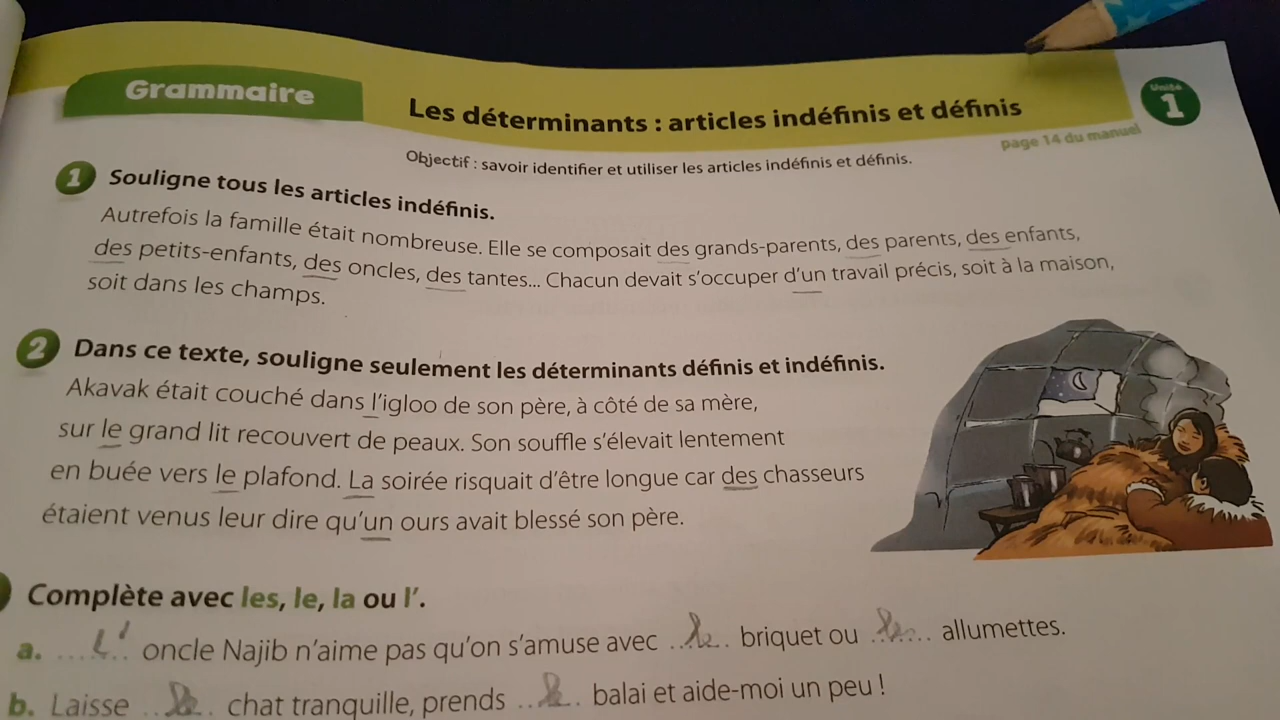 Grammaire
Les déterminants : articles indéfinis et définis
Unité
1
page 14 du manuel
Objectif : savoir identifier et utiliser les articles indéfinis et définis.
1 Souligne tous les articles indéfinis.
Autrefois la famille était nombreuse. Elle se composait des grands-parents, des parents, des enfants,
des petits-enfants, des oncles, des tantes... Chacun devait s'occuper d'un travail précis, soit à la maison,
soit dans les champs.
2 Dans ce texte, souligne seulement les déterminants définis et indéfinis.
Akavak était couché dans l'igloo de son père, à côté de sa mère,
sur le grand lit recouvert de peaux. Son souffle s'élevait lentement
en buée vers le plafond. La soirée risquait d'être longue car des chasseurs
étaient venus leur dire qu'un ours avait blessé son père.
Complète avec les, le, la ou l'.
a. ...L'... oncle Najib n'aime pas qu'on s'amuse avec ...... briquet ou ...... allumettes.
b. Laisse ...... chat tranquille, prends ...... balai et aide-moi un peu !